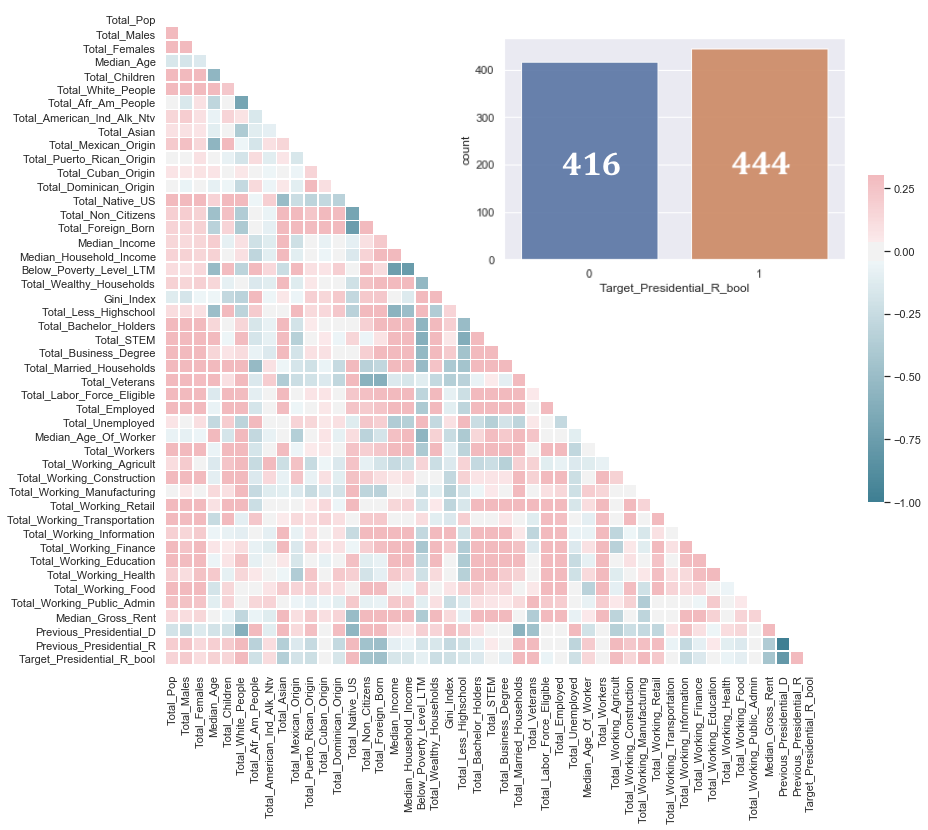 Total_Pop
Total_Males
Total_Females
Median_Age
Total_Children
Total_White_People
Total_Afr_Am_People
Total_American_Ind_Alk_Ntv
Total_Asian
Total_Mexican_Origin
Total_Puerto_Rican_Origin
Total_Cuban_Origin
Total_Dominican_Origin
Total_Native_US
Total_Non_Citizens
Total_Foreign_Born
Median_Income
Median_Household_Income
Below_Poverty_Level_LTM
Total_Wealthy_Households
Gini_Index
Total_Less_Highschool
Total_Bachelor_Holders
Total_STEM
Total_Business_Degree
Total_Married_Households
Total_Veterans
Total_Labor_Force_Eligible
Total_Employed
Total_Unemployed
Median_Age_Of_Worker
Total_Workers
Total_Working_Agricult
Total_Working_Construction
Total_Working_Manufacturing
Total_Working_Retail
Total_Working_Transportation
Total_Working_Information
Total_Working_Finance
Total_Working_Education
Total_Working_Health
Total_Working_Food
Total_Working_Public_Admin
Median_Gross_Rent
Previous_Presidential_D
Previous_Presidential_R
Target_Presidential_R_bool
Total_Pop
Total_Males
Total_Females
Median_Age
Total_Children
Total_White_People
Total_Afr_Am_People
Total_American_Ind_Alk_Ntv
Total_Asian
Total_Mexican_Origin
Total_Puerto_Rican_Origin
Total_Cuban_Origin
Total_Dominican_Origin
Total_Native_US
Total_Non_Citizens
Total_Foreign_Born
Median_Income
Median_Household_Income
Below_Poverty_Level_LTM
Total_Wealthy_Households
Gini_Index
Total_Less_Highschool
Total_Bachelor_Holders
Total_STEM
Total_Business_Degree
Total_Married_Households
Total_Veterans
Total_Labor_Force_Eligible
Total_Employed
Total_Unemployed
Median_Age_Of_Worker
Total_Workers
Total_Working_Agricult
Total_Working_Construction
Total_Working_Manufacturing
Total_Working_Retail
Total_Working_Transportation
Total_Working_Information
Total_Working_Finance
Total_Working_Education
Total_Working_Health
Total_Working_Food
Total_Working_Public_Admin
Median_Gross_Rent
Previous_Presidential_D
Previous_Presidential_R
Target_Presidential_R_bool
count
400
300
200
100
0
416
444
0
1
Target_Presidential_R_bool
0.25
0.00
−0.25
−0.50
−0.75
−1.00